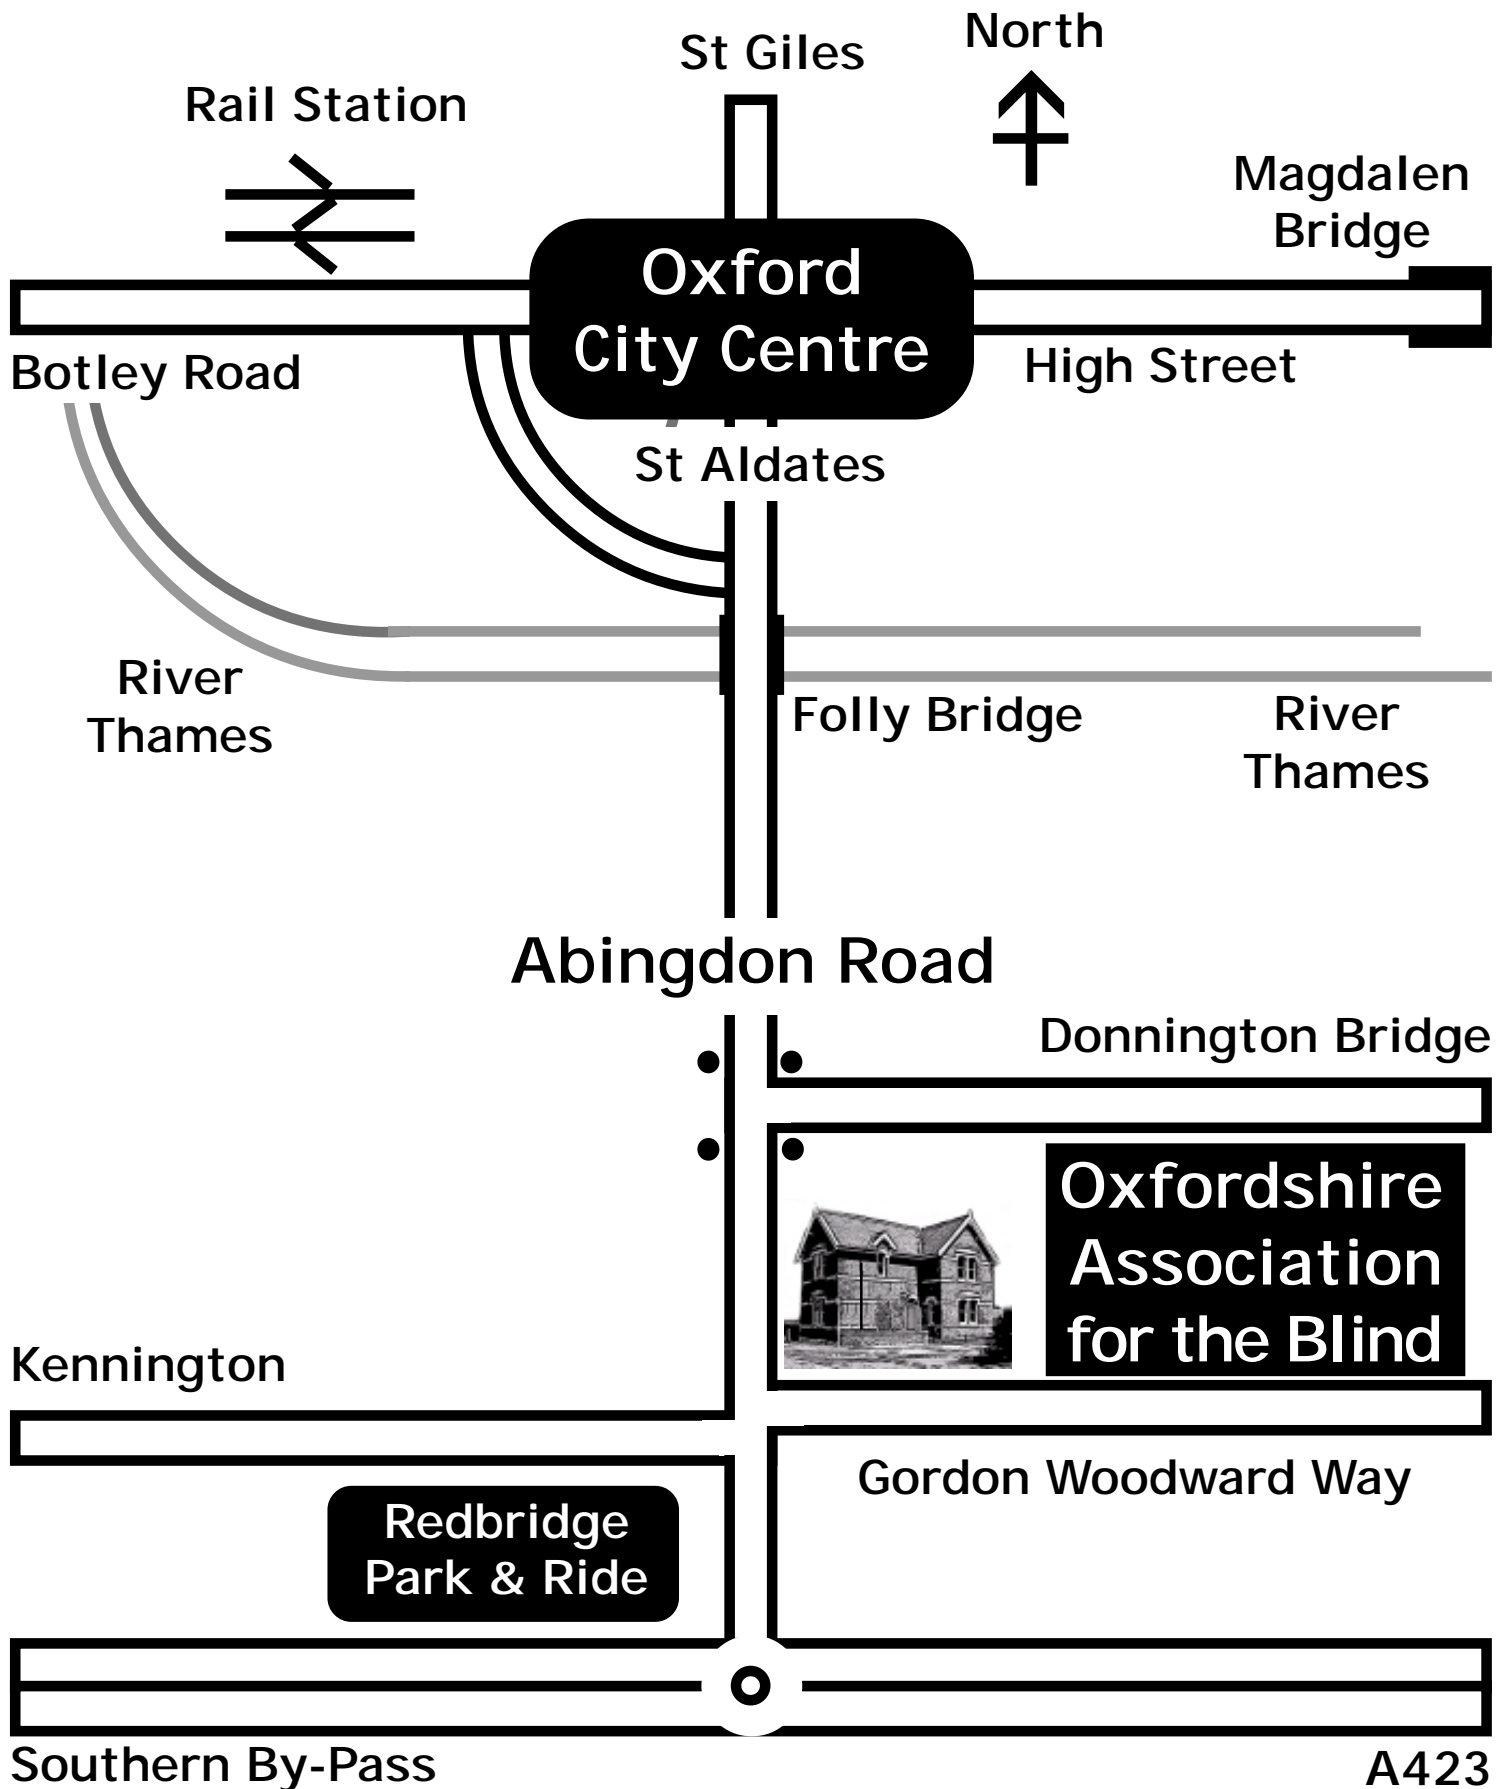 St Giles
North
Rail Station
Magdalen
Bridge
Oxford
City Centre
Botley Road
High Street
St Aldates
River
Thames
Folly Bridge
River
Thames
Abingdon Road
Donnington Bridge
Oxfordshire
Association
for the Blind
Kennington
Gordon Woodward Way
Redbridge
Park & Ride
Southern By-Pass
A423